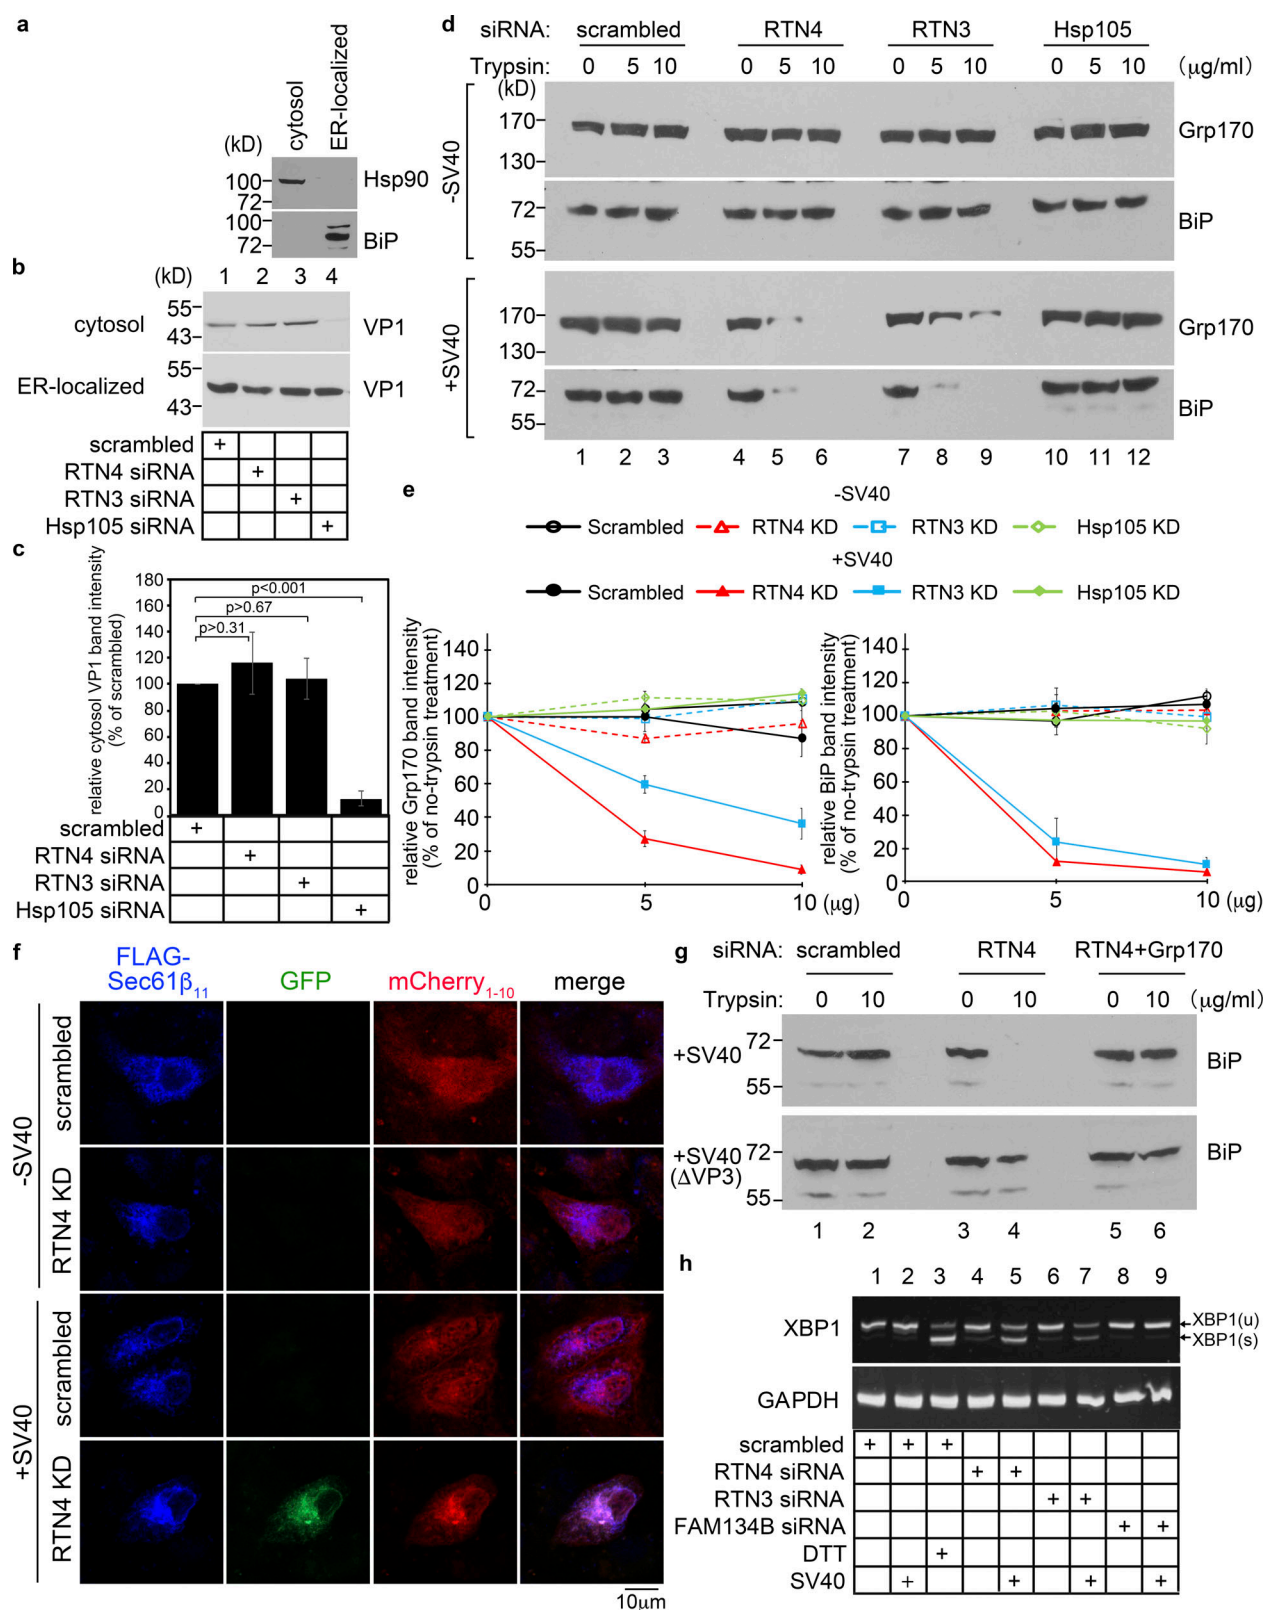 a
cytosol
ER-localized
(kD)
100
72
Hsp90
100
72
BiP
b
(kD) 1 2 3 4
cytosol
55
43
VP1
ER-localized
55
43
VP1
scrambled +
RTN4 siRNA +
RTN3 siRNA +
Hsp105 siRNA +
c
relative cytosol VP1 band intensity
(% of scrambled)
180
160
140
120
100
80
60
40
20
0
p<0.001
p>0.67
p>0.31
scrambled +
RTN4 siRNA +
RTN3 siRNA +
Hsp105 siRNA +
d
siRNA: scrambled RTN4 RTN3 Hsp105
Trypsin: 0 5 10 0 5 10 0 5 10 0 5 10 (μg/ml)
(kD)
-SV40
170
130
Grp170
72
55
BiP
+SV40
170
130
Grp170
72
55
BiP
1 2 3 4 5 6 7 8 9 10 11 12
e
-SV40
Scrambled RTN4 KD RTN3 KD Hsp105 KD
+SV40
Scrambled RTN4 KD RTN3 KD Hsp105 KD
relative Grp170 band intensity
(% of no-trypsin treatment)
140
120
100
80
60
40
20
0
0 5 10 (μg)
relative BiP band intensity
(% of no-trypsin treatment)
140
120
100
80
60
40
20
0
0 5 10 (μg)
f
FLAG-
Sec61β11 GFP mCherry1-10 merge
-SV40
scrambled
RTN4 KD
+SV40
scrambled
RTN4 KD
10μm
g
siRNA: scrambled RTN4 RTN4+Grp170
Trypsin: 0 10 0 10 0 10 (μg/ml)
+SV40
72
55
BiP
+SV40
(ΔVP3)
72
55
BiP
1 2 3 4 5 6
h
1 2 3 4 5 6 7 8 9
XBP1
XBP1(u)
XBP1(s)
GAPDH
scrambled + + +
RTN4 siRNA + +
RTN3 siRNA + +
FAM134B siRNA + +
DTT +
SV40 + + + +